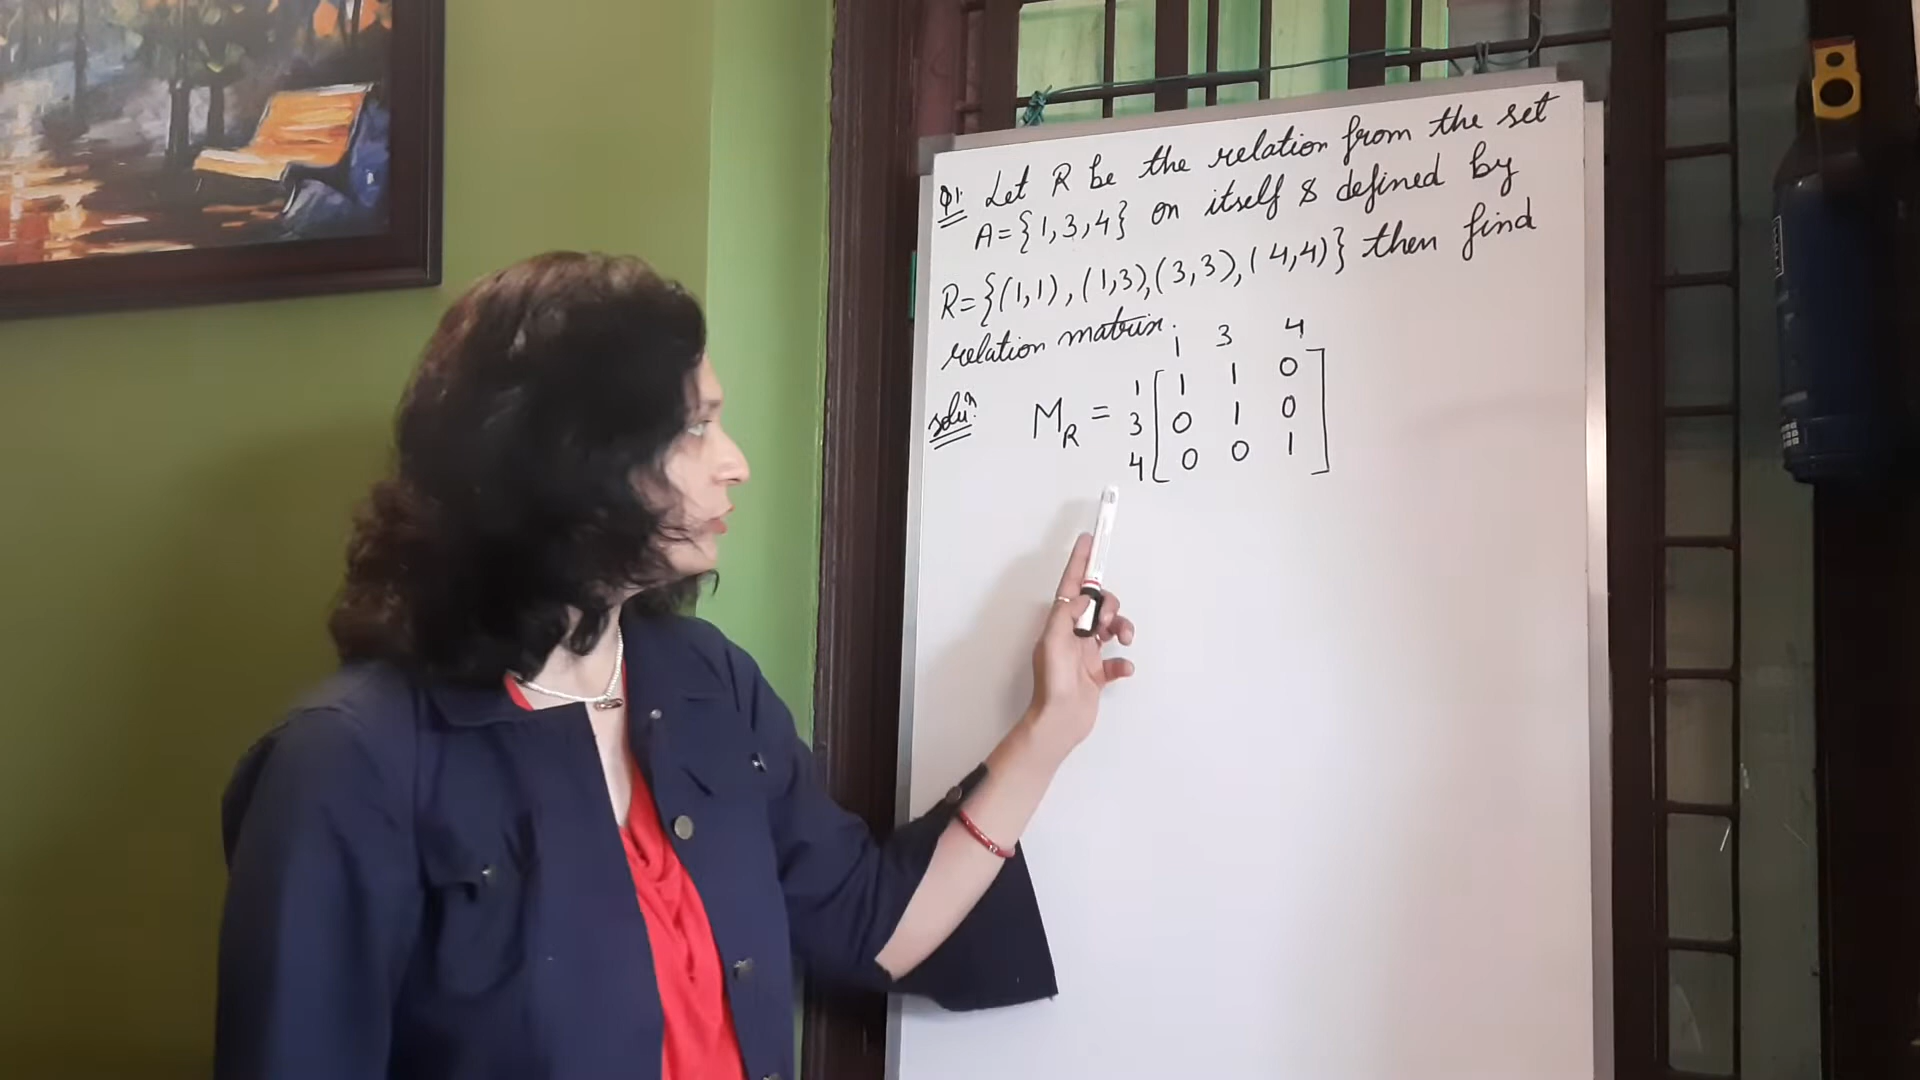 Q1. Let R be the relation from the set
A={1,3,4} on itself & defined by
R={(1,1),(1,3),(3,3),(4,4)} then find
relation matrix.
1 3 4
1 [ 1 1 0 ]
soluⁿ. M_R = 3 [ 0 1 0 ]
4 [ 0 0 1 ]